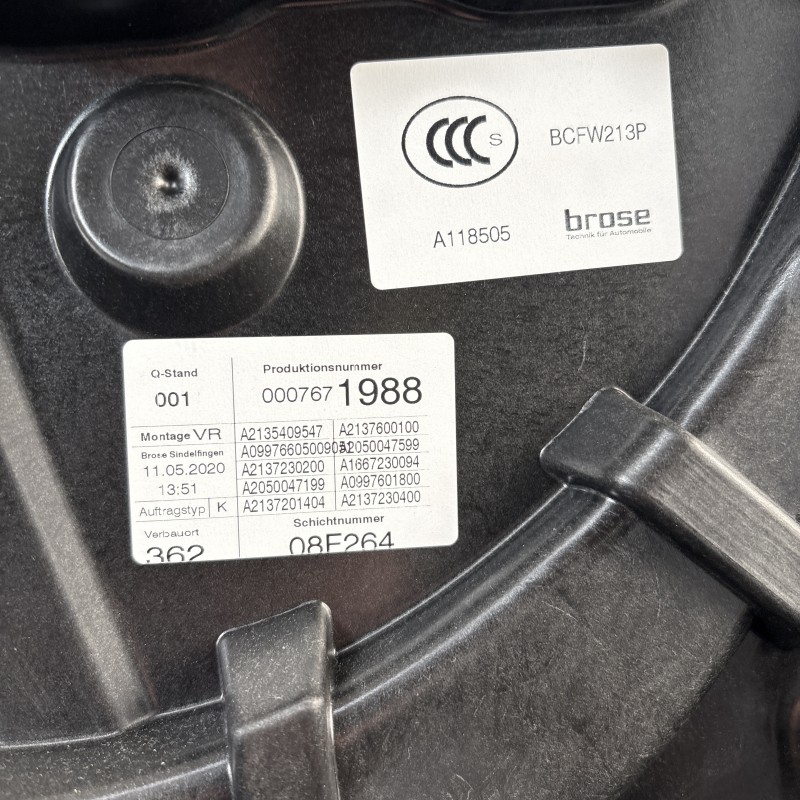 CCC S
BCFW213P
A118505
brose
Technik für Automobile
Q-Stand
001
Produktionsnummer
000767 1988
Montage VR
Brose Sindelfingen
11.05.2020
13:51
Auftragstyp K
A2135409547 A2137600100
A09976605009051 A2050047599
A2137230200 A1667230094
A2050047199 A0997601800
A2137201404 A2137230400
Verbauort
362
Schichtnummer
08F264